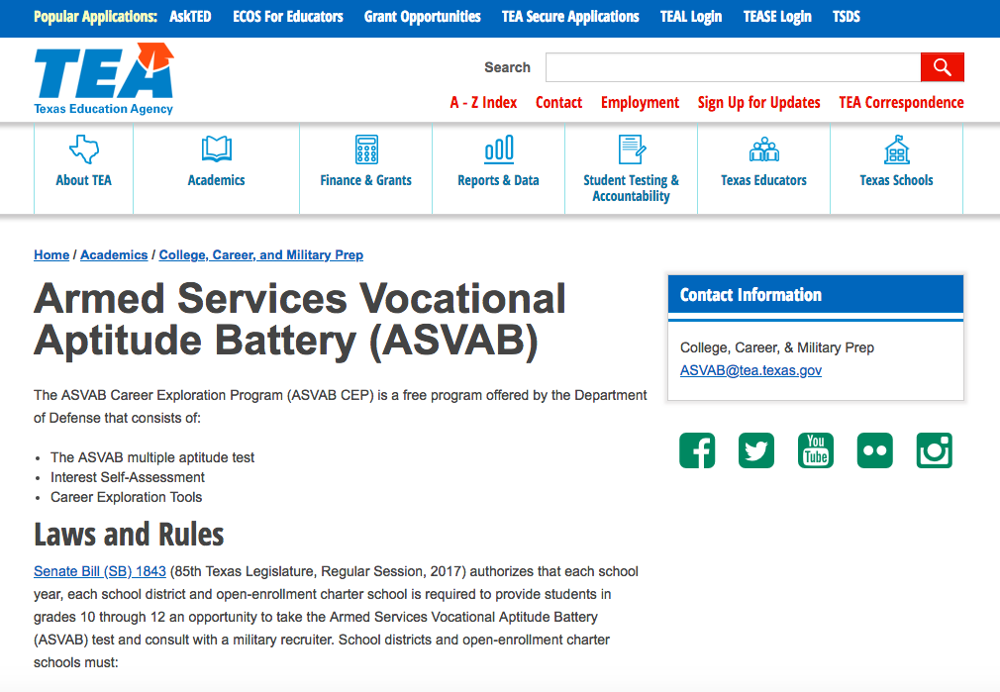 Popular Applications: AskTED ECOS For Educators Grant Opportunities TEA Secure Applications TEAL Login TEASE Login TSDS
TEA
Texas Education Agency
Search
A - Z Index Contact Employment Sign Up for Updates TEA Correspondence
About TEA Academics Finance & Grants Reports & Data Student Testing & Accountability Texas Educators Texas Schools
Home / Academics / College, Career, and Military Prep
Armed Services Vocational
Aptitude Battery (ASVAB)
The ASVAB Career Exploration Program (ASVAB CEP) is a free program offered by the Department
of Defense that consists of:
• The ASVAB multiple aptitude test
• Interest Self-Assessment
• Career Exploration Tools
Laws and Rules
Senate Bill (SB) 1843 (85th Texas Legislature, Regular Session, 2017) authorizes that each school
year, each school district and open-enrollment charter school is required to provide students in
grades 10 through 12 an opportunity to take the Armed Services Vocational Aptitude Battery
(ASVAB) test and consult with a military recruiter. School districts and open-enrollment charter
schools must:
Contact Information
College, Career, & Military Prep
ASVAB@tea.texas.gov
You
Tube